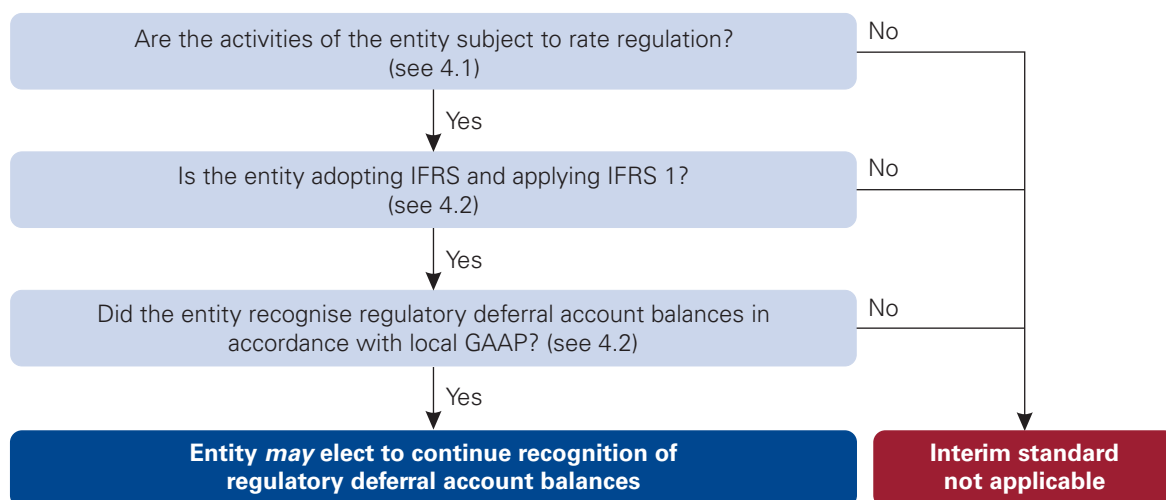 Are the activities of the entity subject to rate regulation?
(see 4.1)
No
Yes
Is the entity adopting IFRS and applying IFRS 1?
(see 4.2)
No
Yes
Did the entity recognise regulatory deferral account balances in
accordance with local GAAP? (see 4.2)
No
Yes
Entity may elect to continue recognition of
regulatory deferral account balances
Interim standard
not applicable